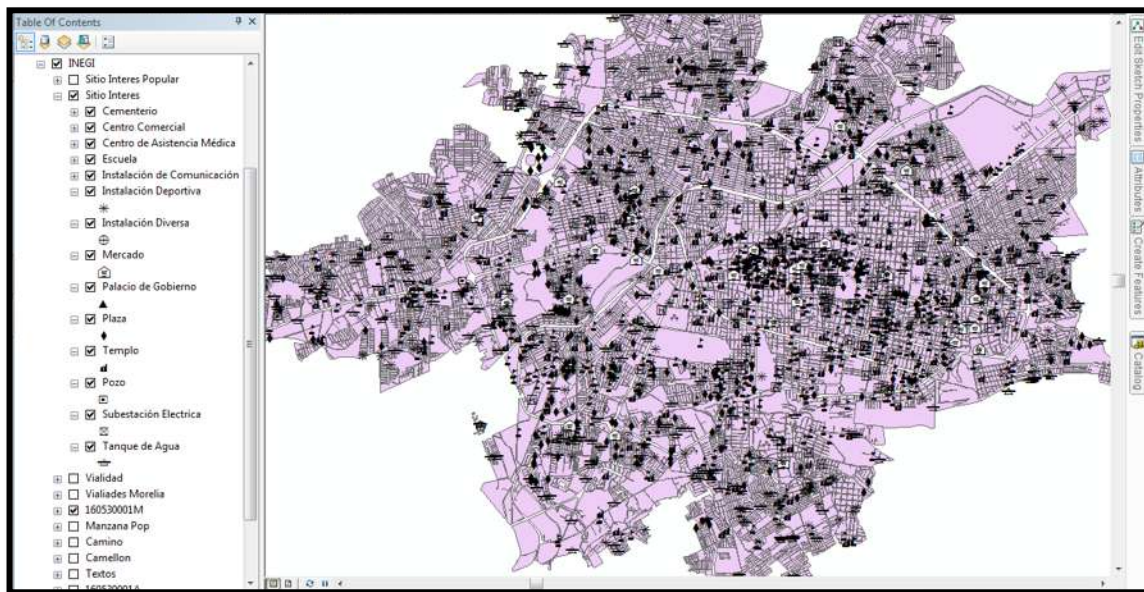 Table Of Contents
INEGI
Sitio Interes Popular
Sitio Interes
Cementerio
Centro Comercial
Centro de Asistencia Médica
Escuela
Instalación de Comunicación
Instalación Deportiva
Instalación Diversa
Mercado
Palacio de Gobierno
Plaza
Templo
Pozo
Subestación Electrica
Tanque de Agua
Vialidad
Vialiades Morelia
160530001M
Manzana Pop
Camino
Camellon
Textos
Edit Sketch Properties
Attributes
Create Features
Catalog